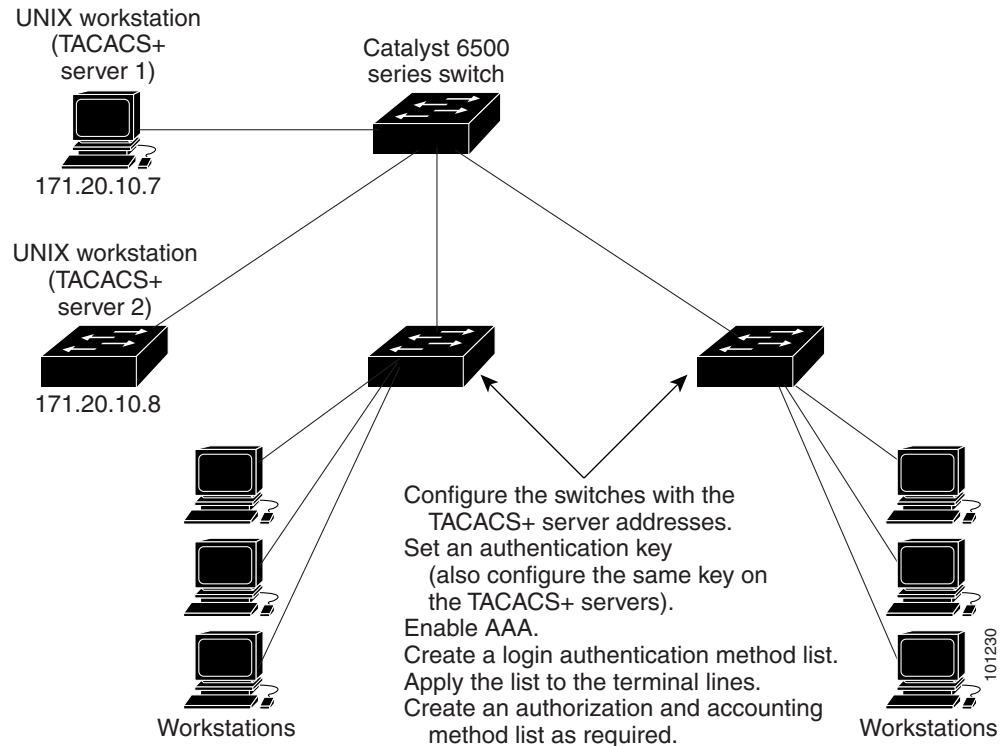 UNIX workstation
(TACACS+
server 1)
Catalyst 6500
series switch
171.20.10.7
UNIX workstation
(TACACS+
server 2)
171.20.10.8
Configure the switches with the
TACACS+ server addresses.
Set an authentication key
(also configure the same key on
the TACACS+ servers).
Enable AAA.
Create a login authentication method list.
Apply the list to the terminal lines.
Create an authorization and accounting
method list as required.
Workstations
Workstations
101230